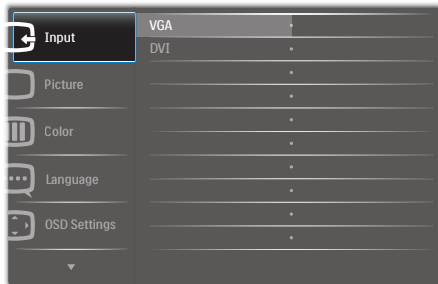 Input
Picture
Color
Language
OSD Settings
VGA
DVI